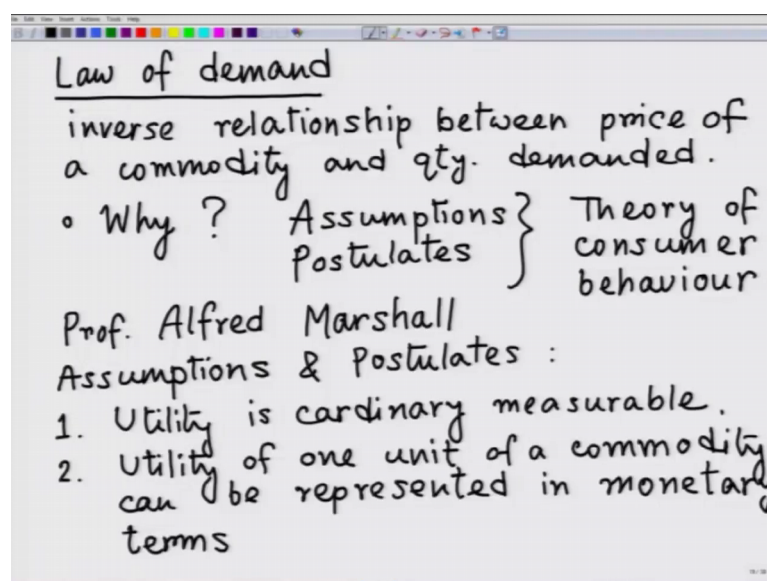 Law of demand
inverse relationship between price of
a commodity and qty. demanded.
• Why ? Assumptions } Theory of
Postulates consumer
behaviour
Prof. Alfred Marshall
Assumptions & Postulates :
1. Utility is cardinary measurable.
2. Utility of one unit of a commodity
can be represented in monetary
terms